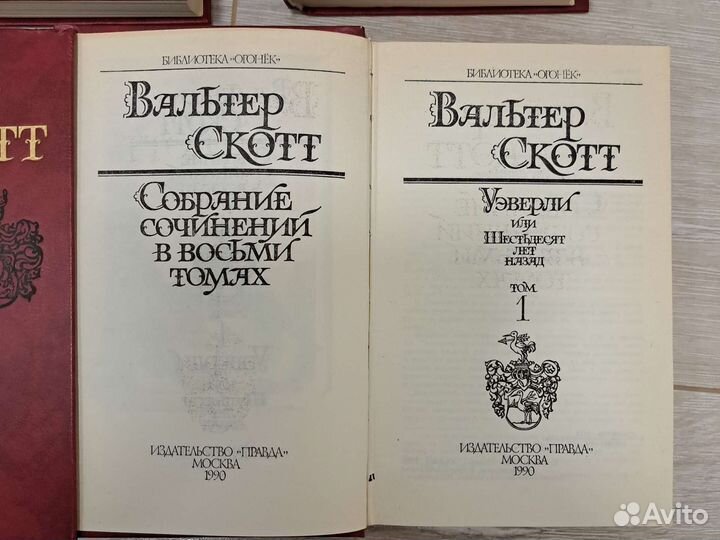 ТТ
БИБЛИОТЕКА «ОГОНЁК»
ВАЛЬТЕР
СКОТТ
СОБРАНИЕ
СОЧИНЕНИЙ
В ВОСЬМИ
ТОМАХ
ИЗДАТЕЛЬСТВО «ПРАВДА»
МОСКВА
1990
БИБЛИОТЕКА «ОГОНЁК»
ВАЛЬТЕР
СКОТТ
УЭВЕРЛИ
ИЛИ
ШЕСТЬДЕСЯТ
ЛЕТ
НАЗАД
ТОМ
1
ИЗДАТЕЛЬСТВО «ПРАВДА»
МОСКВА
1990
Avito